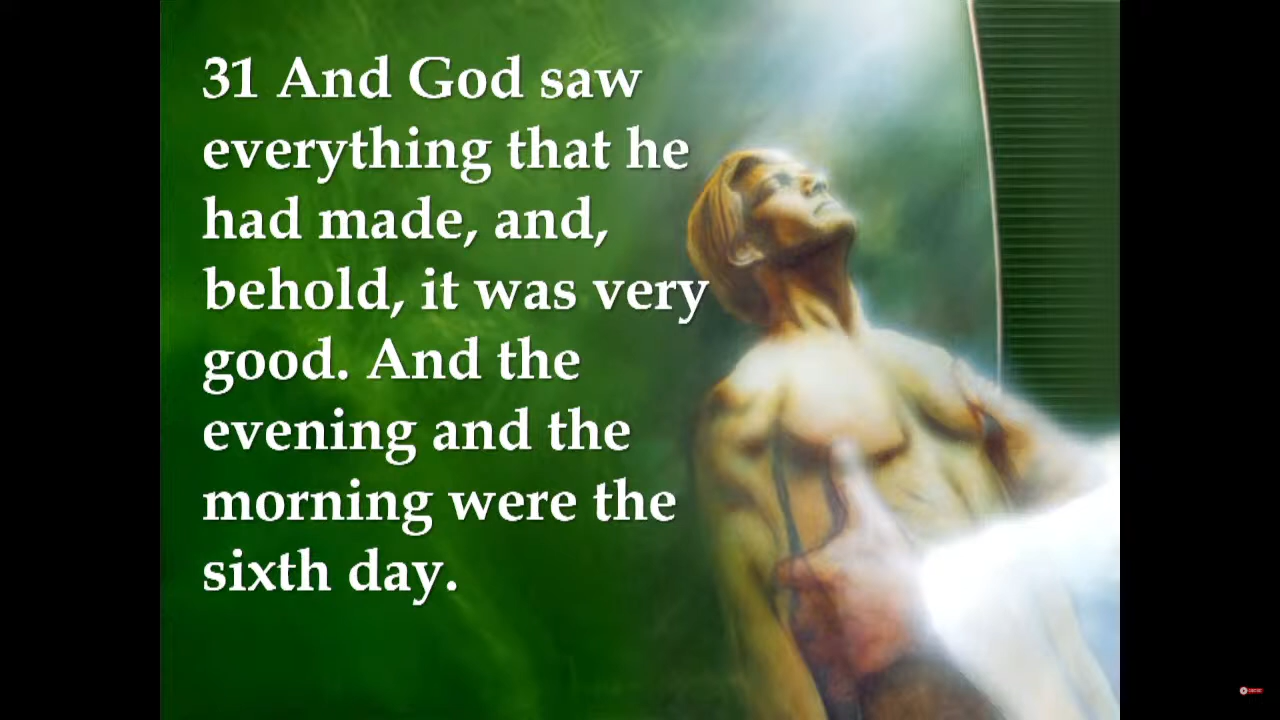 31 And God saw
everything that he
had made, and,
behold, it was very
good. And the
evening and the
morning were the
sixth day.